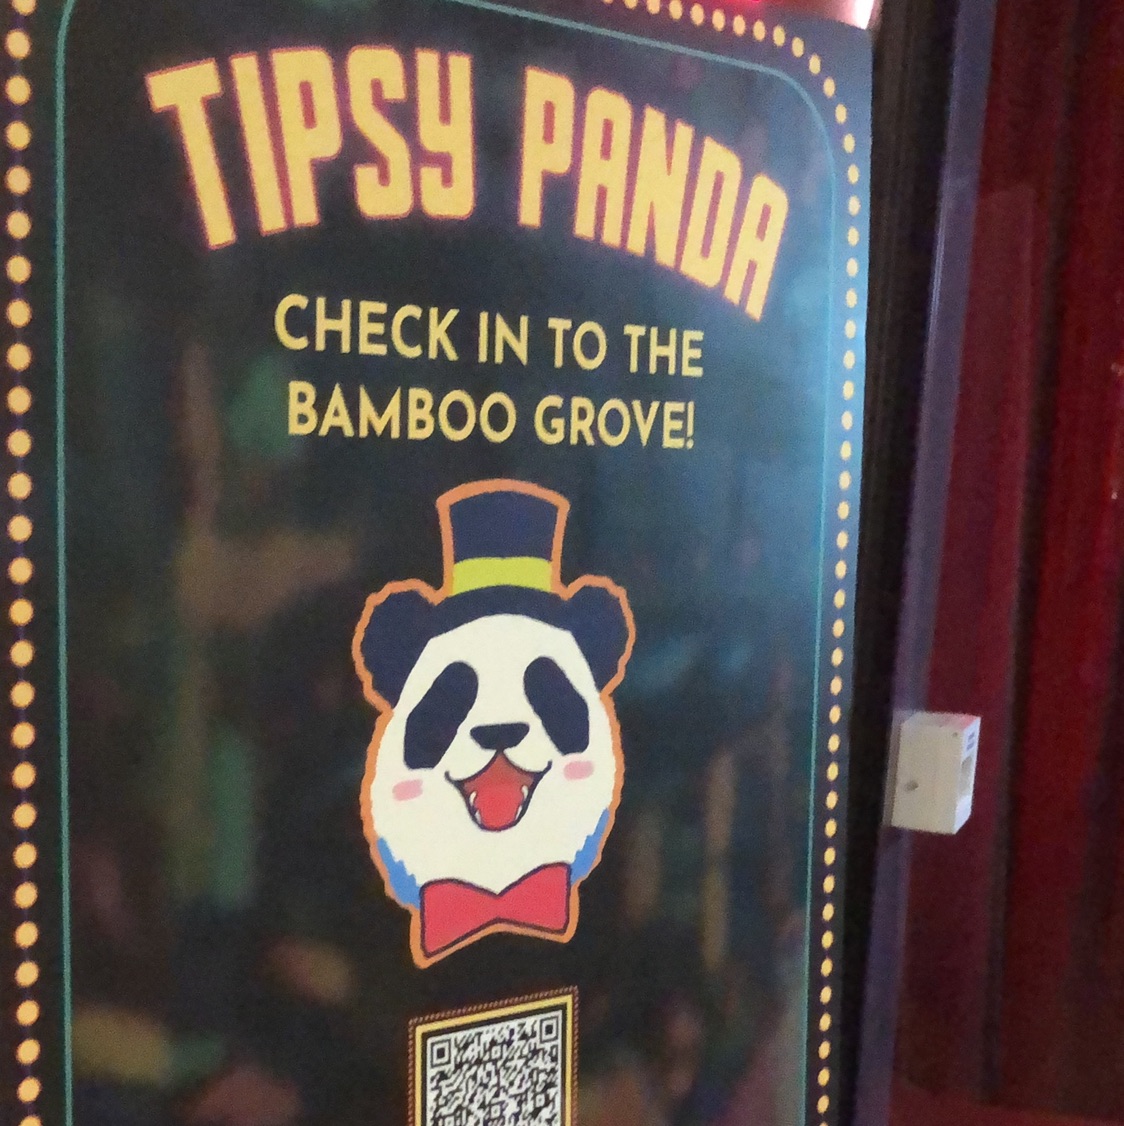 TIPSY PANDA
CHECK IN TO THE
BAMBOO GROVE!